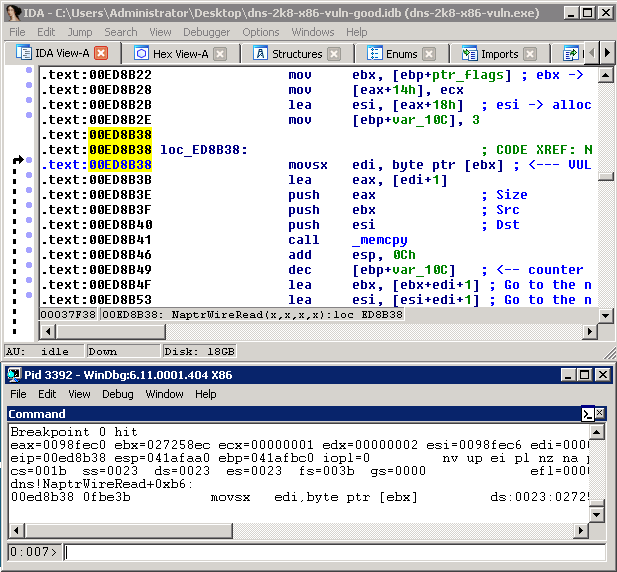 IDA - C:\Users\Administrator\Desktop\dns-2k8-x86-vuln-good.idb (dns-2k8-x86-vuln.exe)
File Edit Jump Search View Debugger Options Windows Help
IDA View-A Hex View-A Structures Enums Imports
.text:00ED8B22 mov ebx, [ebp+ptr_flags] ; ebx ->
.text:00ED8B28 mov [eax+14h], ecx
.text:00ED8B2B lea esi, [eax+18h] ; esi -> alloc
.text:00ED8B2E mov [ebp+var_10C], 3
.text:00ED8B38
.text:00ED8B38 loc_ED8B38: ; CODE XREF: N
.text:00ED8B38 movsx edi, byte ptr [ebx] ; <--- VUL
.text:00ED8B3B lea eax, [edi+1]
.text:00ED8B3E push eax ; Size
.text:00ED8B3F push ebx ; Src
.text:00ED8B40 push esi ; Dst
.text:00ED8B41 call _memcpy
.text:00ED8B46 add esp, 0Ch
.text:00ED8B49 dec [ebp+var_10C] ; <-- counter
.text:00ED8B4F lea ebx, [ebx+edi+1] ; Go to the n
.text:00ED8B53 lea esi, [esi+edi+1] ; Go to the n
00037F38 00ED8B38: NaptrWireRead(x,x,x,x):loc_ED8B38
AU: idle Down Disk: 18GB
Pid 3392 - WinDbg:6.11.0001.404 X86
File Edit View Debug Window Help
Command
Breakpoint 0 hit
eax=0098fec0 ebx=027258ec ecx=00000001 edx=00000002 esi=0098fec6 edi=000
eip=00ed8b38 esp=041afaa0 ebp=041afbc0 iopl=0 nv up ei pl nz na p
cs=001b ss=0023 ds=0023 es=0023 fs=003b gs=0000 efl=0000
dns!NaptrWireRead+0xb6:
00ed8b38 0fbe3b movsx edi,byte ptr [ebx] ds:0023:02725
0:007>